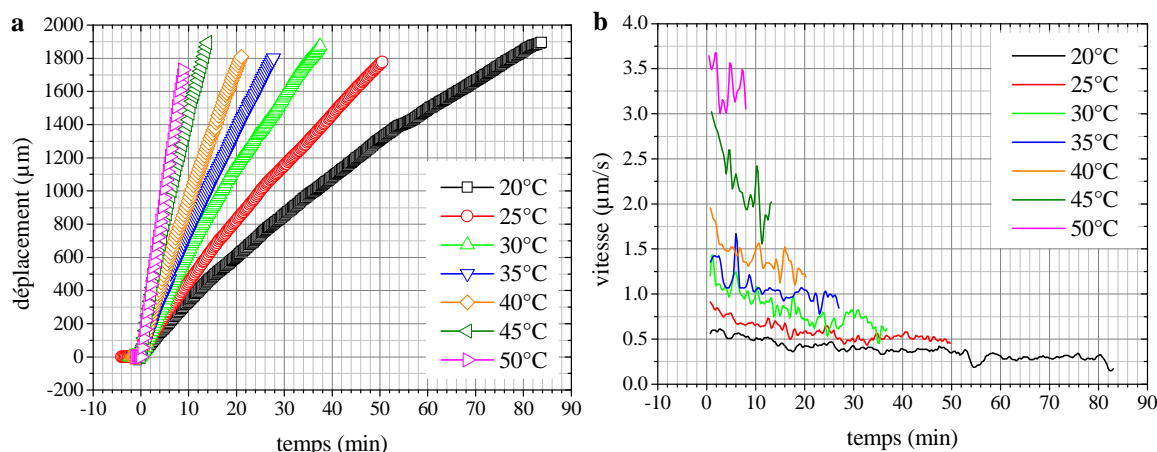 a
déplacement (µm)
2000
1800
1600
1400
1200
1000
800
600
400
200
0
-200
-10 0 10 20 30 40 50 60 70 80 90
temps (min)
20°C
25°C
30°C
35°C
40°C
45°C
50°C
b
vitesse (µm/s)
4.0
3.5
3.0
2.5
2.0
1.5
1.0
0.5
0.0
-10 0 10 20 30 40 50 60 70 80 90
temps (min)
20°C
25°C
30°C
35°C
40°C
45°C
50°C